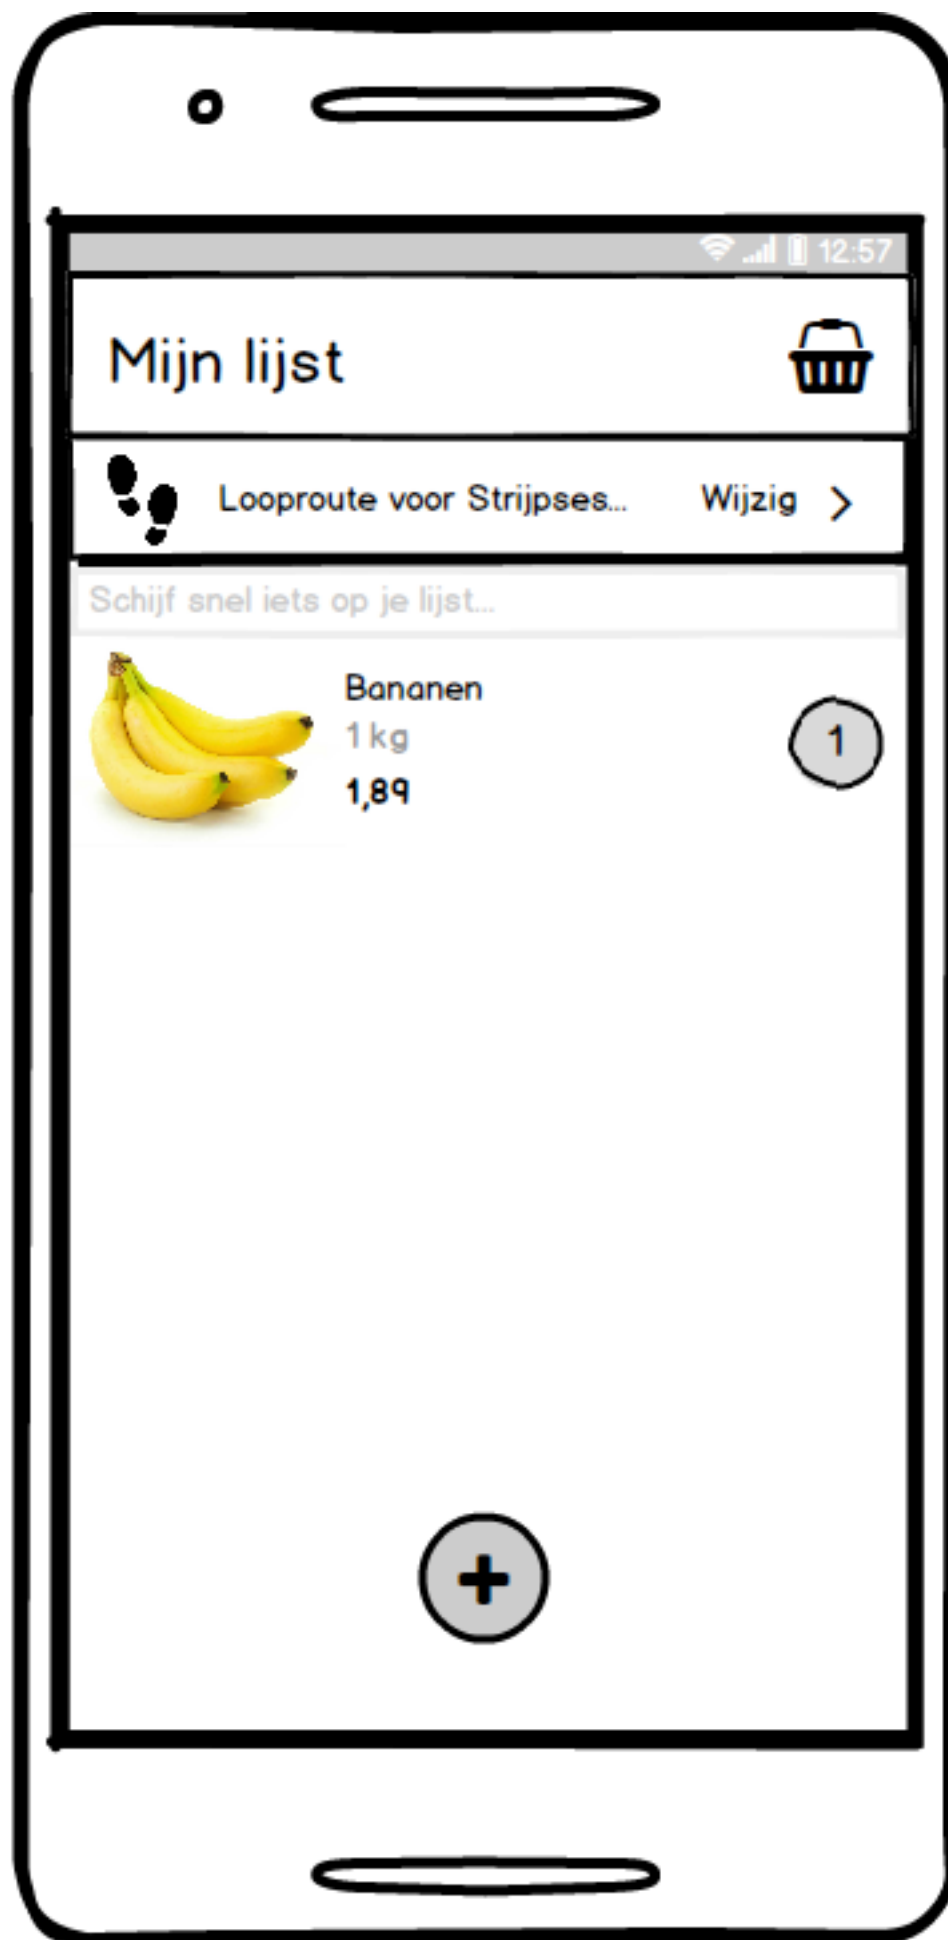 12:57
Mijn lijst
Looproute voor Strijpses... Wijzig
Schijf snel iets op je lijst...
Bananen
1 kg
1
1,89